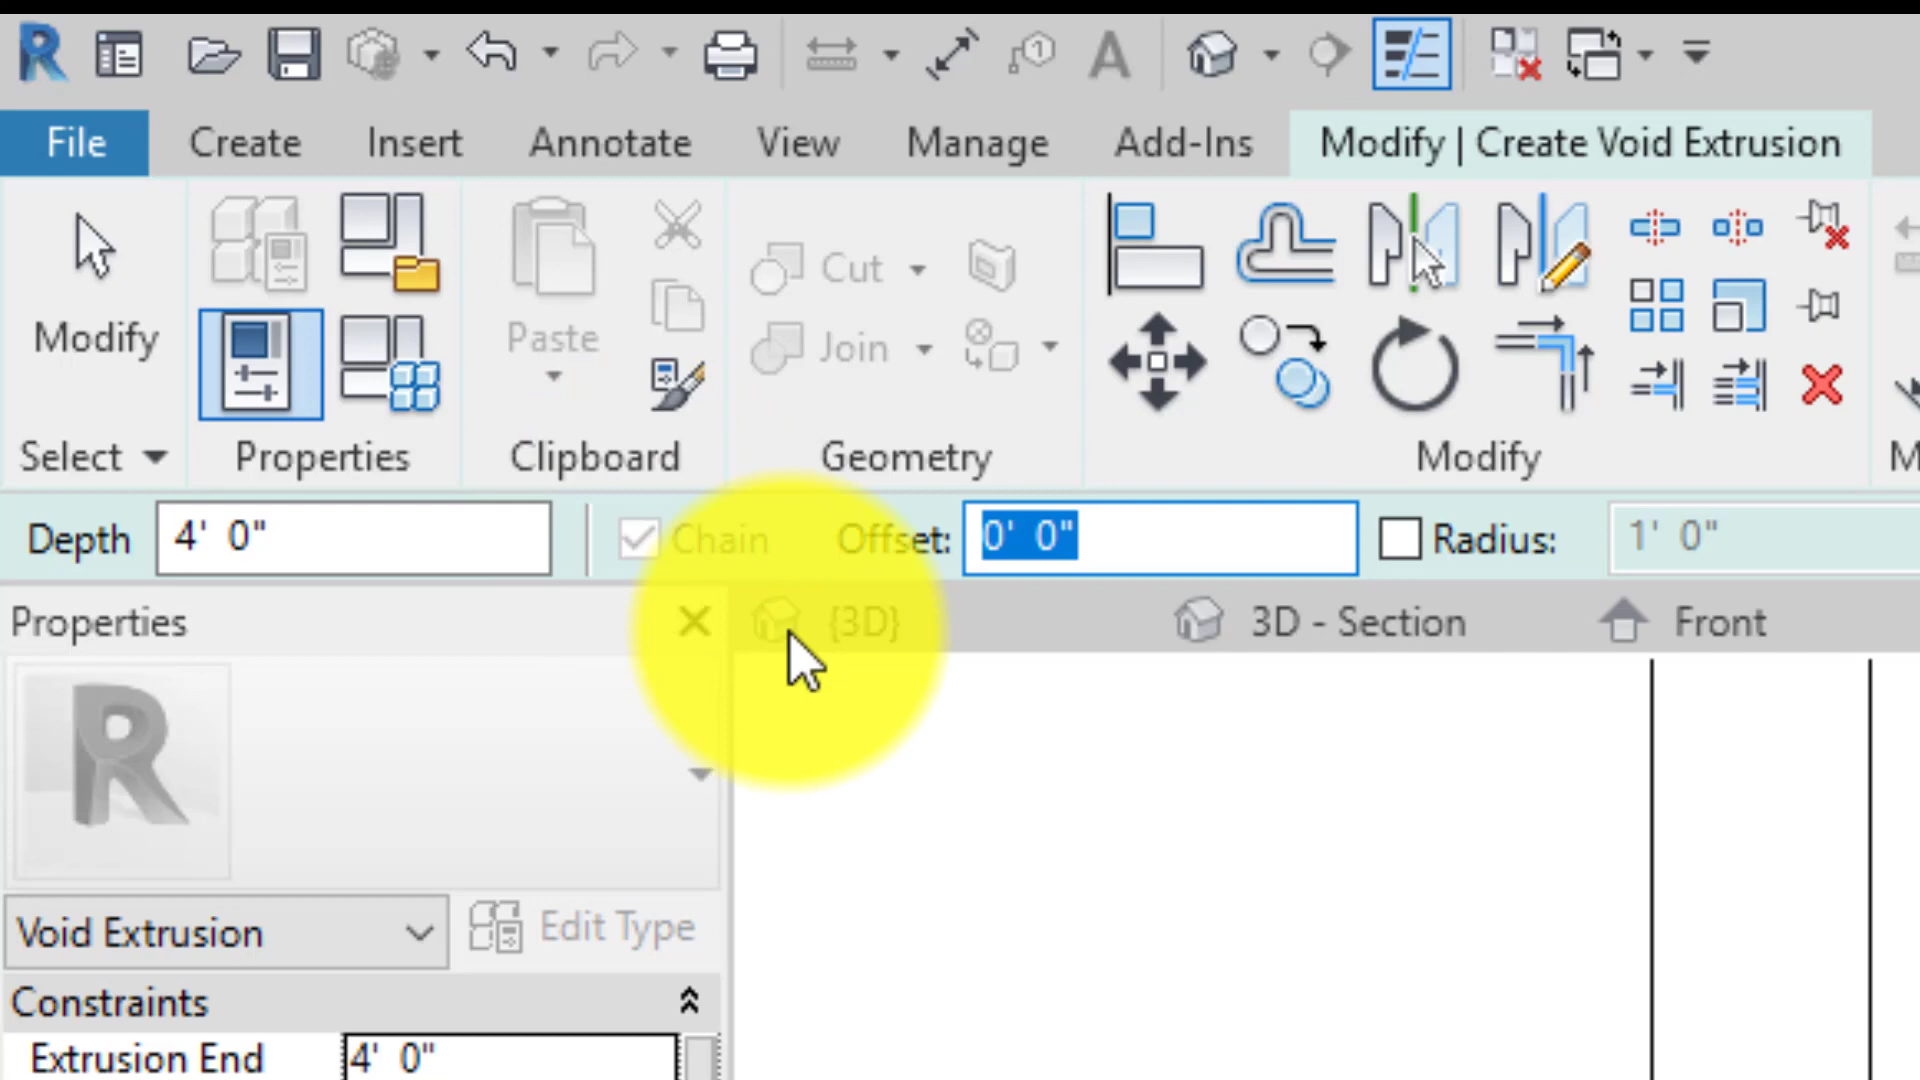 File Create Insert Annotate View Manage Add-Ins Modify | Create Void Extrusion
Modify Paste Cut Join
Select Properties Clipboard Geometry Modify M
Depth 4' 0" Chain Offset: 0' 0" Radius: 1' 0"
Properties {3D} 3D - Section Front
Void Extrusion Edit Type
Constraints
Extrusion End 4' 0"